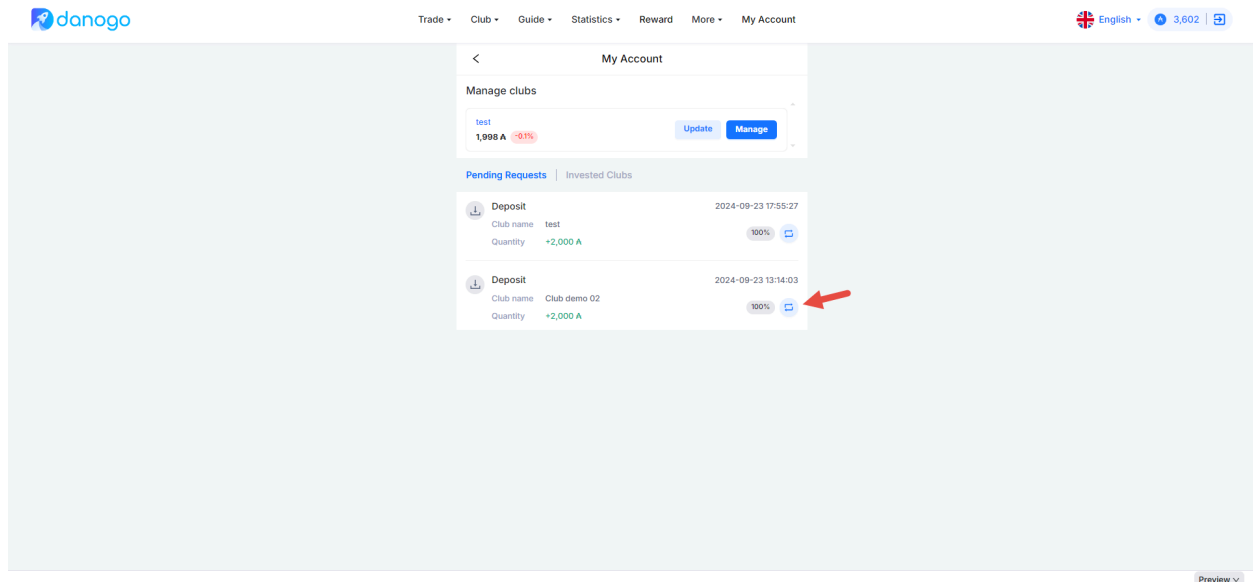 danogo Trade Club Guide Statistics Reward More My Account English 3,602
My Account
Manage clubs
test
1,998 ₳ -0.1% Update Manage
Pending Requests Invested Clubs
Deposit 2024-09-23 17:55:27
Club name test
100%
Quantity +2,000 ₳
Deposit 2024-09-23 13:14:03
Club name Club demo 02
100%
Quantity +2,000 ₳
Preview